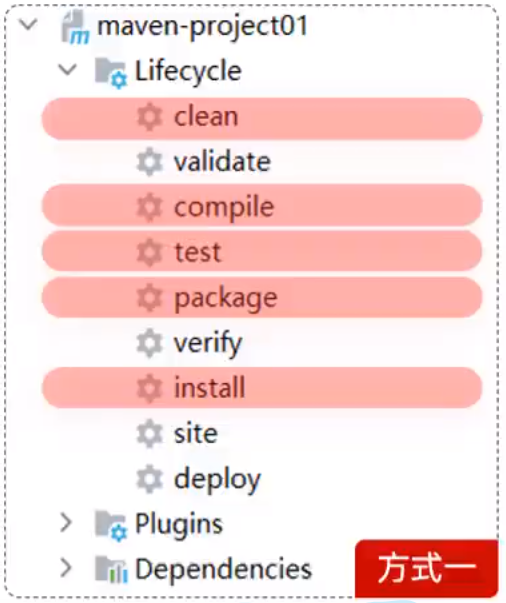 maven-project01
Lifecycle
clean
validate
compile
test
package
verify
install
site
deploy
Plugins
Dependencies
方式一